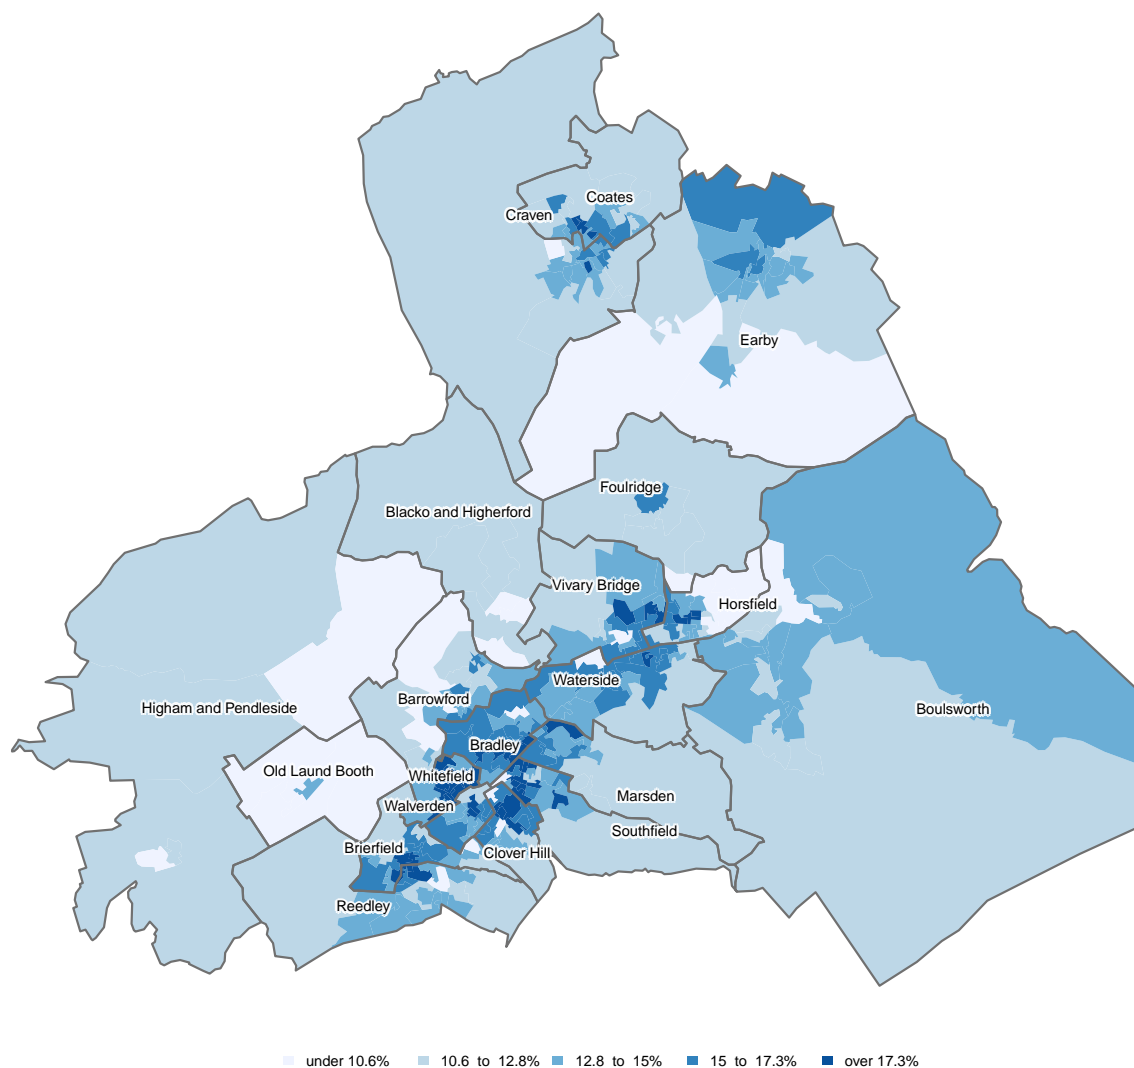 Coates
Craven
Earby
Foulridge
Blacko and Higherford
Vivary Bridge
Horsfield
Waterside
Barrowford
Higham and Pendleside
Boulsworth
Bradley
Old Laund Booth
Whitefield
Marsden
Walverden
Southfield
Brierfield
Clover Hill
Reedley
under 10.6% 10.6 to 12.8% 12.8 to 15% 15 to 17.3% over 17.3%